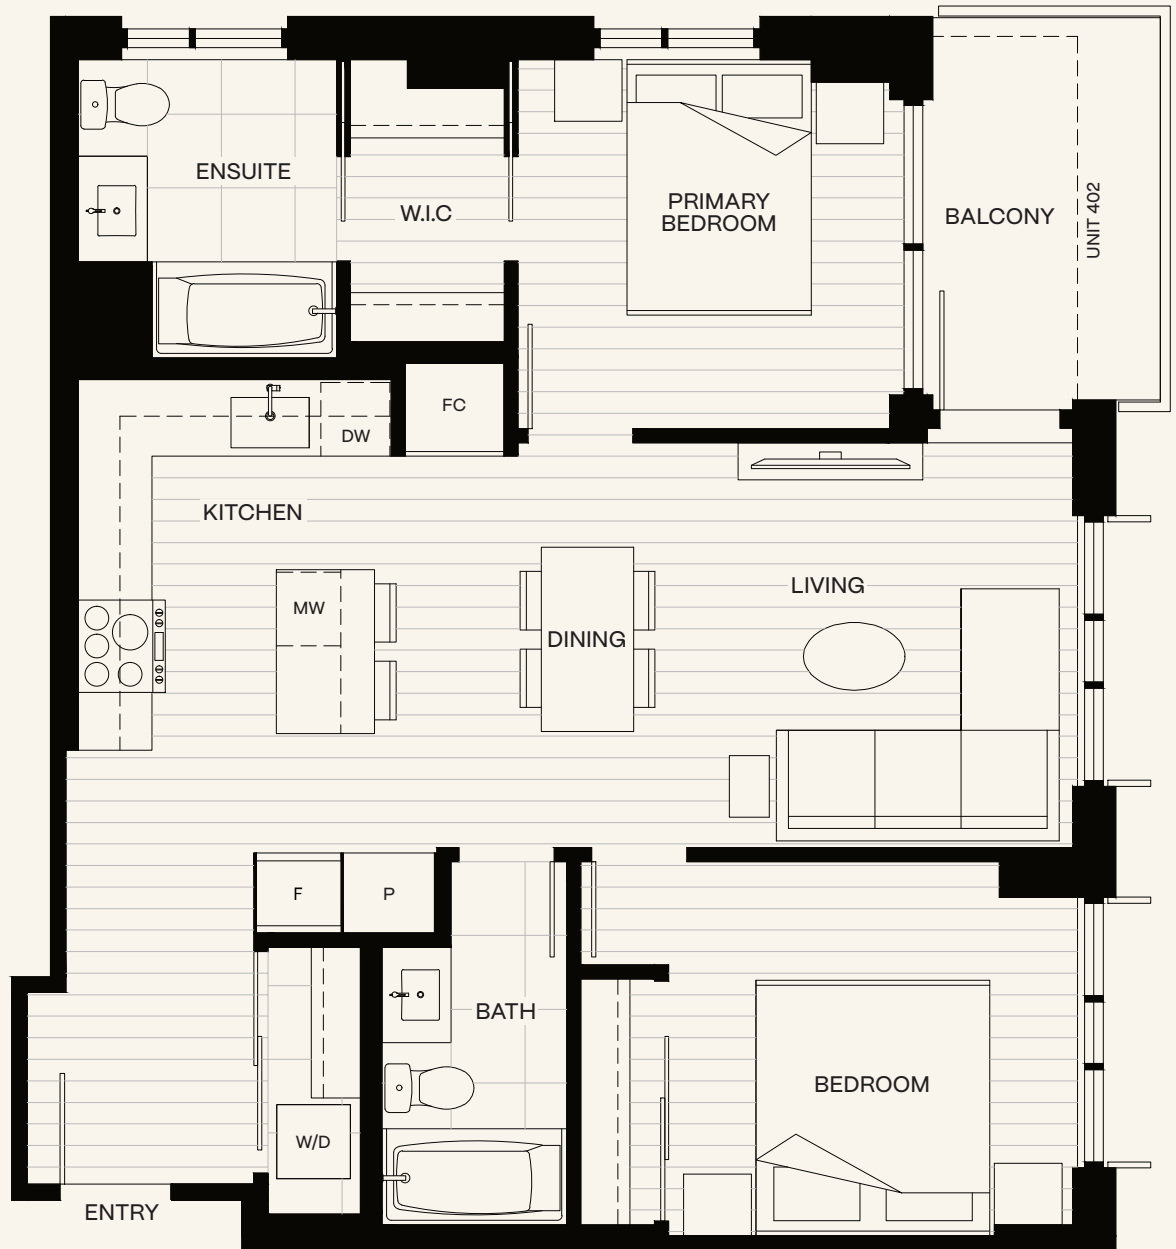 ENSUITE
W.I.C
PRIMARY
BEDROOM
BALCONY
UNIT 402
FC
DW
KITCHEN
MW
DINING
LIVING
F
P
BATH
BEDROOM
W/D
ENTRY